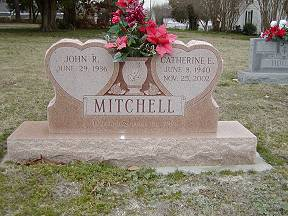 JOHN R.
JUNE 29, 1936
CATHERINE E.
JUNE 8, 1940
NOV. 25, 2002
MITCHELL